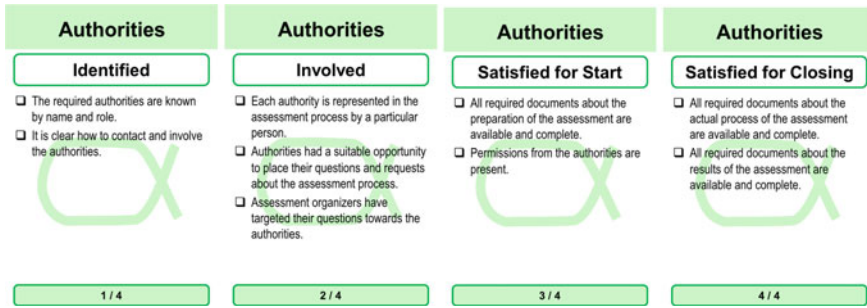 Authorities
Identified
❑ The required authorities are known
by name and role.
❑ It is clear how to contact and involve
the authorities.
1 / 4
Authorities
Involved
❑ Each authority is represented in the
assessment process by a particular
person.
❑ Authorities had a suitable opportunity
to place their questions and requests
about the assessment process.
❑ Assessment organizers have
targeted their questions towards the
authorities.
2 / 4
Authorities
Satisfied for Start
❑ All required documents about the
preparation of the assessment are
available and complete.
❑ Permissions from the authorities are
present.
3 / 4
Authorities
Satisfied for Closing
❑ All required documents about the
actual process of the assessment
are available and complete.
❑ All required documents about the
results of the assessment are
available and complete.
4 / 4